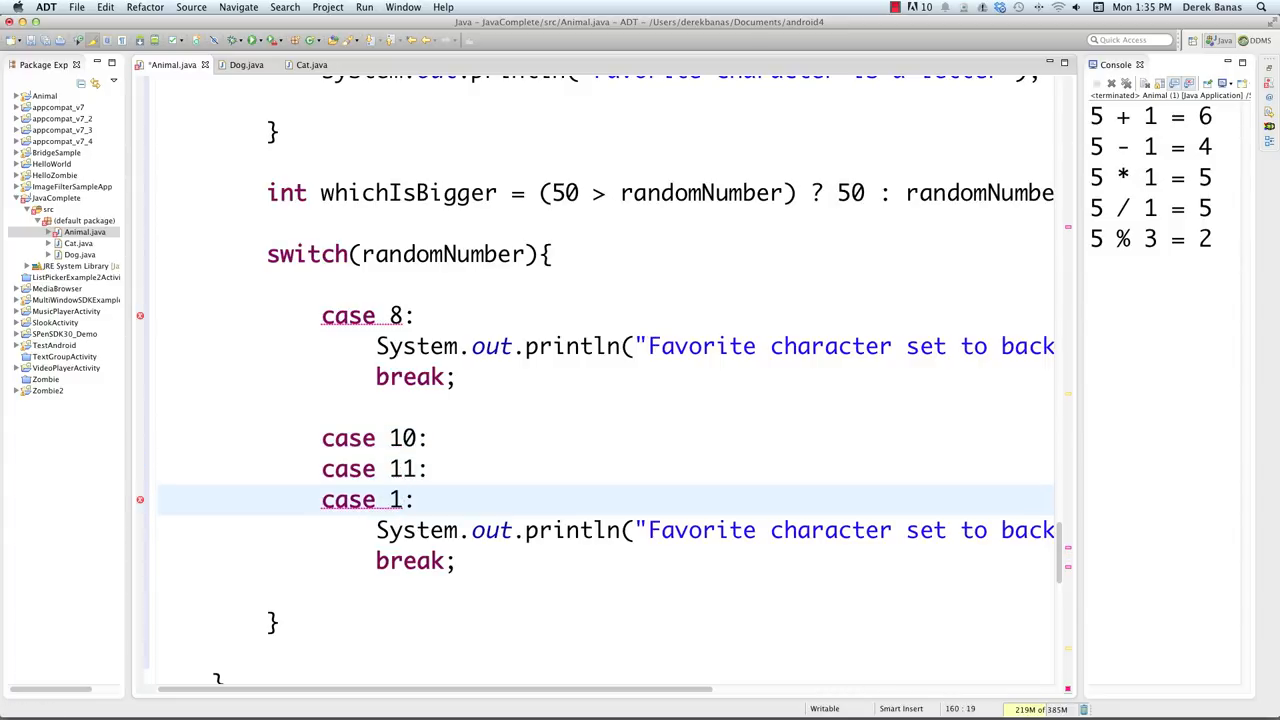 ADT File Edit Refactor Source Navigate Search Project Run Window Help 10 Mon 1:35 PM Derek Banas
Java – JavaComplete/src/Animal.java – ADT – /Users/derekbanas/Documents/android4
Quick Access Java DDMS
Package Exp *Animal.java Dog.java Cat.java Console
<terminated> Animal (1) [Java Application] /S
Animal
appcompat_v7
appcompat_v7_2
appcompat_v7_3
appcompat_v7_4
BridgeSample
HelloWorld
HelloZombie
ImageFilterSampleApp
JavaComplete
src
(default package)
Animal.java
Cat.java
Dog.java
JRE System Library [Ja
ListPickerExample2Activi
MediaBrowser
MultiWindowSDKExample
MusicPlayerActivity
SlookActivity
SPenSDK30_Demo
TestAndroid
TextGroupActivity
VideoPlayerActivity
Zombie
Zombie2
System.out.println("Favorite character is a letter");
}
int whichIsBigger = (50 > randomNumber) ? 50 : randomNumbe
switch(randomNumber){
case 8:
System.out.println("Favorite character set to back
break;
case 10:
case 11:
case 1:
System.out.println("Favorite character set to back
break;
}
}
5 + 1 = 6
5 - 1 = 4
5 * 1 = 5
5 / 1 = 5
5 % 3 = 2
Writable Smart Insert 160 : 19 219M of 385M